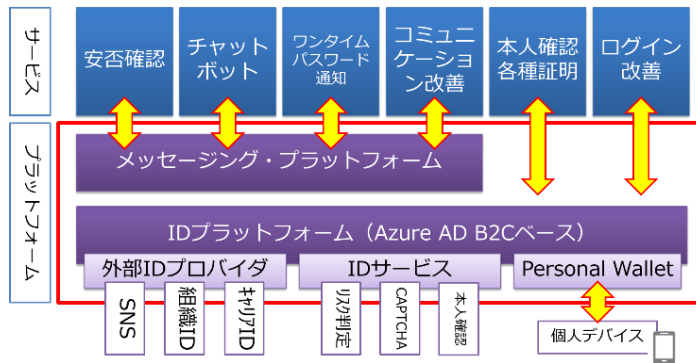 サービス
安否確認
チャット
ボット
ワンタイム
パスワード
通知
コミュニ
ケーション
改善
本人確認
各種証明
ログイン
改善
プラットフォーム
メッセージング・プラットフォーム
IDプラットフォーム（Azure AD B2Cベース）
外部IDプロバイダ
IDサービス
Personal Wallet
SNS
組織ID
キャリアID
リスク判定
CAPTCHA
本人確認
個人デバイス